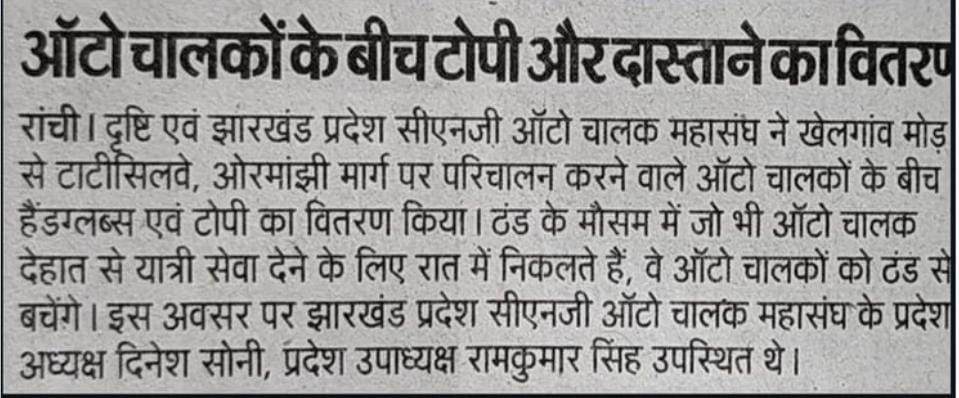 ऑटो चालकों के बीच टोपी और दास्ताने का वितरण
रांची। दृष्टि एवं झारखंड प्रदेश सीएनजी ऑटो चालक महासंघ ने खेलगांव मोड़
से टाटीसिलवे, ओरमांझी मार्ग पर परिचालन करने वाले ऑटो चालकों के बीच
हैंडग्लब्स एवं टोपी का वितरण किया। ठंड के मौसम में जो भी ऑटो चालक
देहात से यात्री सेवा देने के लिए रात में निकलते हैं, वे ऑटो चालकों को ठंड से
बचेंगे। इस अवसर पर झारखंड प्रदेश सीएनजी ऑटो चालक महासंघ के प्रदेश
अध्यक्ष दिनेश सोनी, प्रदेश उपाध्यक्ष रामकुमार सिंह उपस्थित थे।